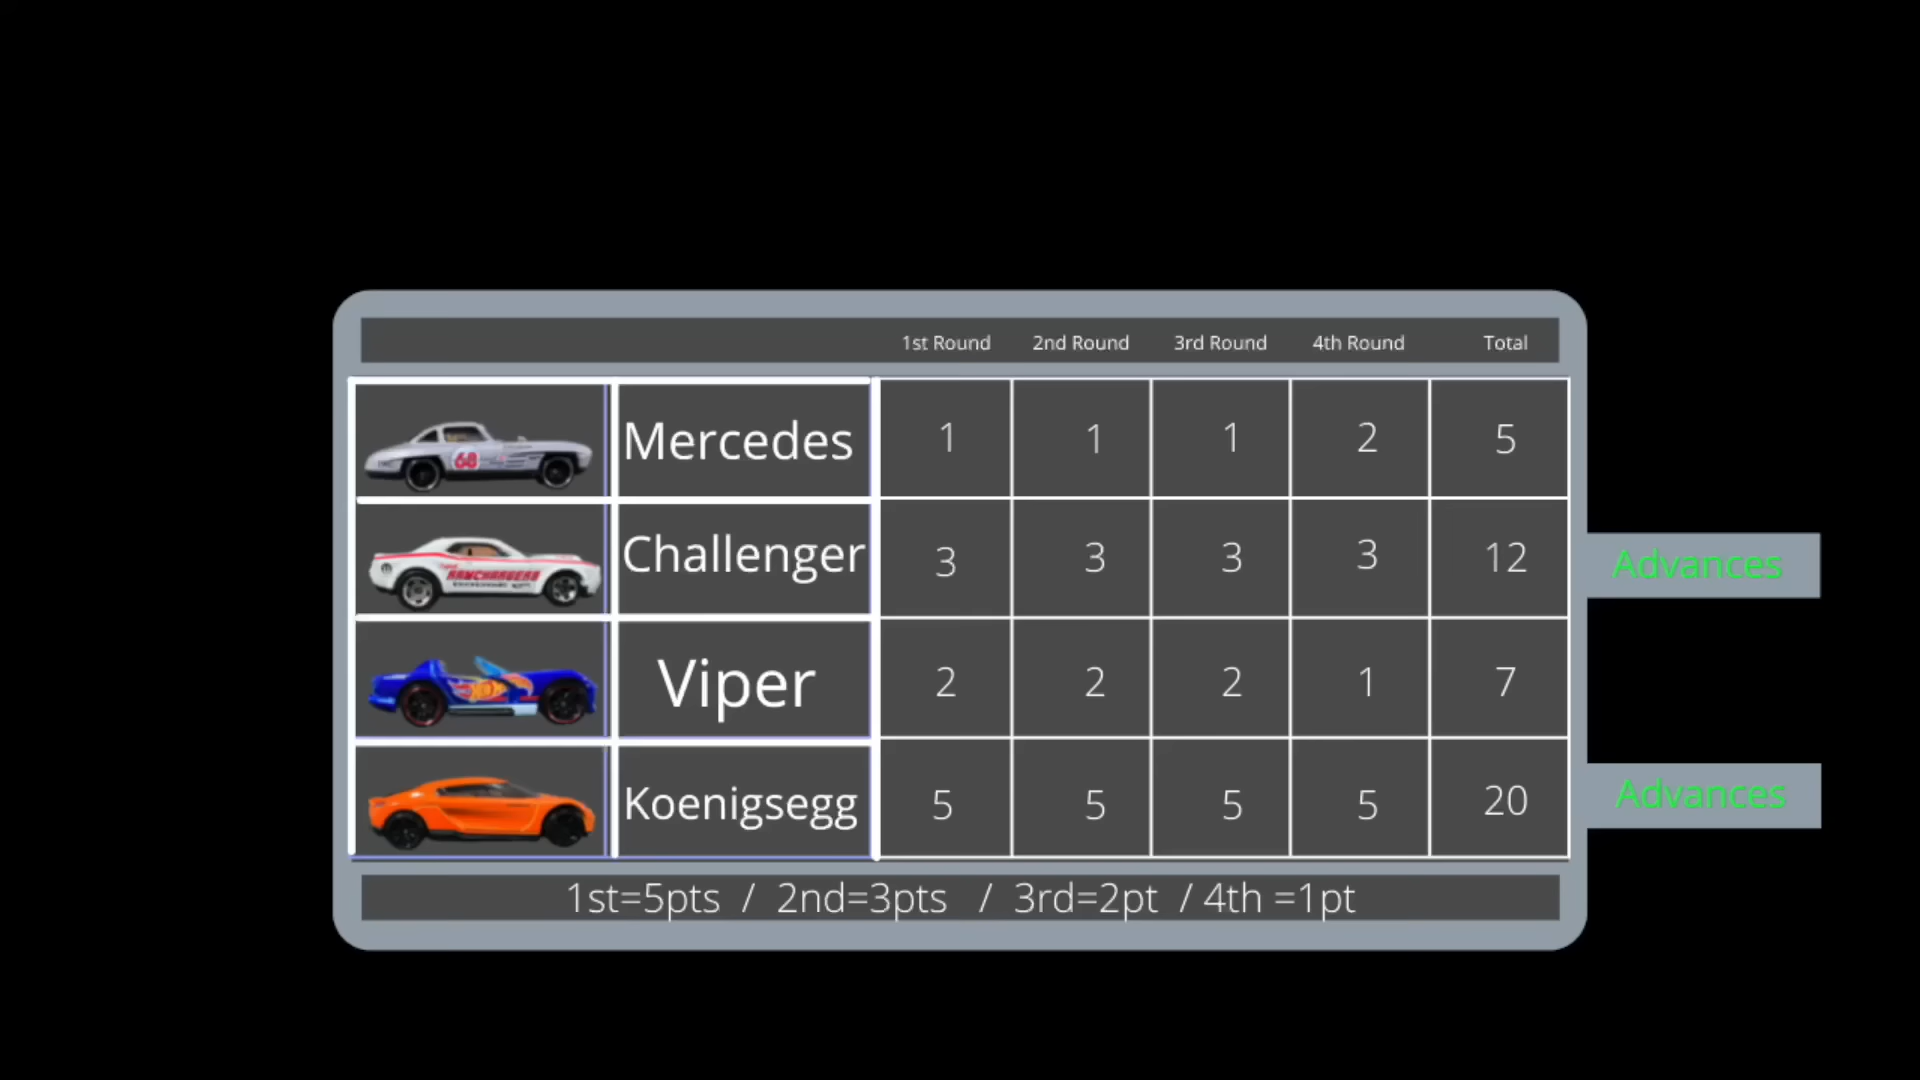 1st Round 2nd Round 3rd Round 4th Round Total
68
Mercedes 1 1 1 2 5
RAMCHARGERS
Challenger 3 3 3 3 12
Advances
Viper 2 2 2 1 7
Koenigsegg 5 5 5 5 20
Advances
1st=5pts / 2nd=3pts / 3rd=2pt / 4th =1pt